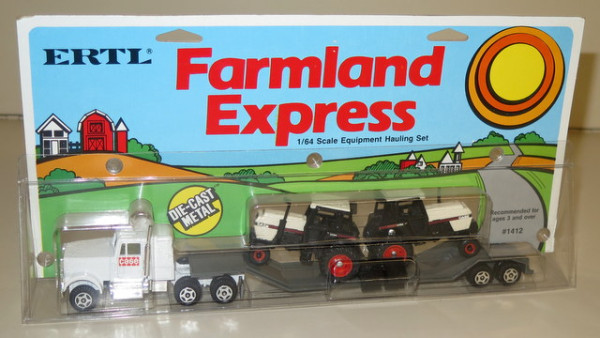 ERTL®
Farmland
Express
1/64 Scale Equipment Hauling Set
DIE-CAST
METAL
Recommended for
ages 3 and over
#1412
CASE